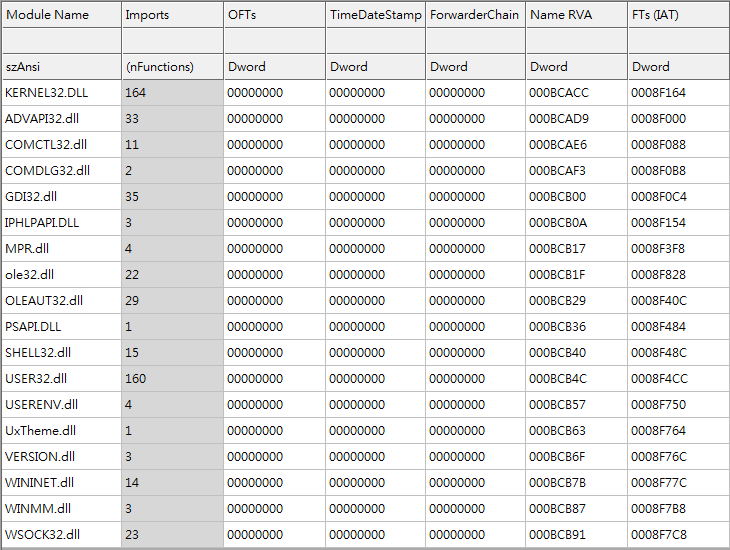 Module Name Imports OFTs TimeDateStamp ForwarderChain Name RVA FTs (IAT)
szAnsi (nFunctions) Dword Dword Dword Dword Dword
KERNEL32.DLL 164 00000000 00000000 00000000 000BCACC 0008F164
ADVAPI32.dll 33 00000000 00000000 00000000 000BCAD9 0008F000
COMCTL32.dll 11 00000000 00000000 00000000 000BCAE6 0008F088
COMDLG32.dll 2 00000000 00000000 00000000 000BCAF3 0008F0B8
GDI32.dll 35 00000000 00000000 00000000 000BCB00 0008F0C4
IPHLPAPI.DLL 3 00000000 00000000 00000000 000BCB0A 0008F154
MPR.dll 4 00000000 00000000 00000000 000BCB17 0008F3F8
ole32.dll 22 00000000 00000000 00000000 000BCB1F 0008F828
OLEAUT32.dll 29 00000000 00000000 00000000 000BCB29 0008F40C
PSAPI.DLL 1 00000000 00000000 00000000 000BCB36 0008F484
SHELL32.dll 15 00000000 00000000 00000000 000BCB40 0008F48C
USER32.dll 160 00000000 00000000 00000000 000BCB4C 0008F4CC
USERENV.dll 4 00000000 00000000 00000000 000BCB57 0008F750
UxTheme.dll 1 00000000 00000000 00000000 000BCB63 0008F764
VERSION.dll 3 00000000 00000000 00000000 000BCB6F 0008F76C
WININET.dll 14 00000000 00000000 00000000 000BCB7B 0008F77C
WINMM.dll 3 00000000 00000000 00000000 000BCB87 0008F7B8
WSOCK32.dll 23 00000000 00000000 00000000 000BCB91 0008F7C8